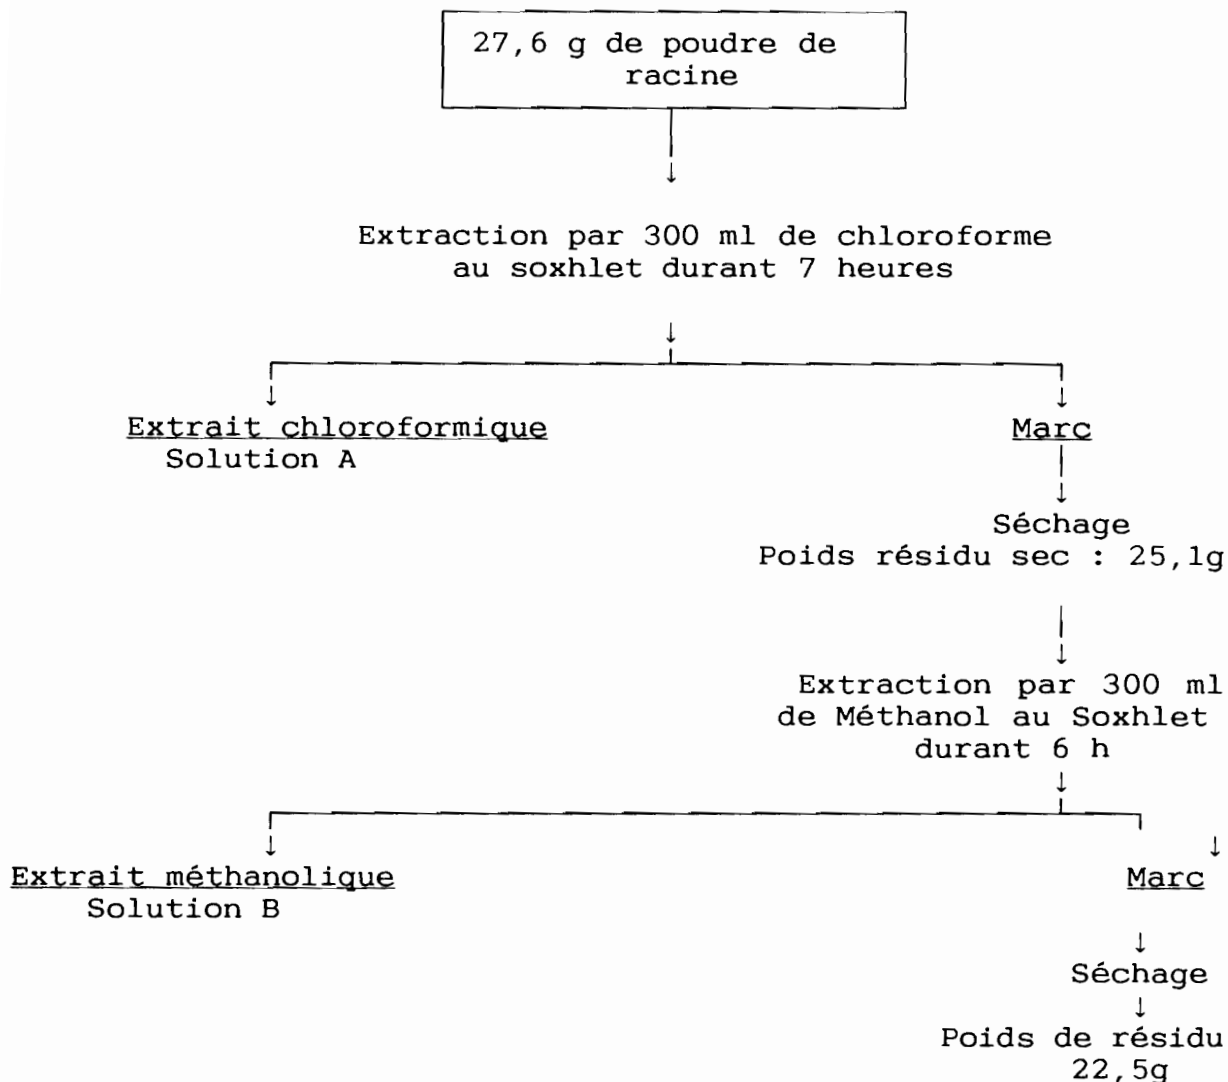 27,6 g de poudre de
racine
Extraction par 300 ml de chloroforme
au soxhlet durant 7 heures
Extrait chloroformique
Solution A
Marc
Séchage
Poids résidu sec : 25,1g
Extraction par 300 ml
de Méthanol au Soxhlet
durant 6 h
Extrait méthanolique
Solution B
Marc
Séchage
Poids de résidu
22,5g